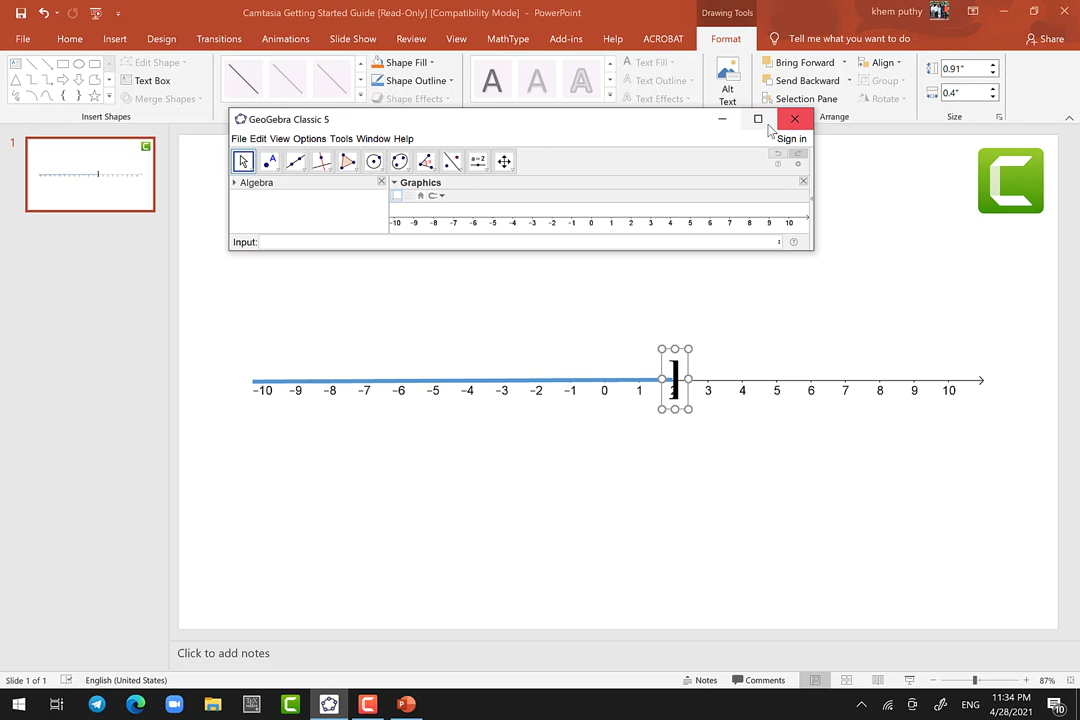 Camtasia Getting Started Guide [Read-Only] [Compatibility Mode] - PowerPoint
Drawing Tools
khem puthy
File Home Insert Design Transitions Animations Slide Show Review View MathType Add-ins Help ACROBAT Format Tell me what you want to do Share
Edit Shape
Text Box
Merge Shapes
Insert Shapes
Shape Fill
Shape Outline
Shape Effects
A A A
Text Fill
Text Outline
Text Effects
Alt
Text
Bring Forward
Send Backward
Selection Pane
Align
Group
Rotate
Arrange
0.91"
0.4"
Size
GeoGebra Classic 5
File Edit View Options Tools Window Help
Sign in
a=2
Algebra
Graphics
-10 -9 -8 -7 -6 -5 -4 -3 -2 -1 0 1 2 3 4 5 6 7 8 9 10
Input:
1
-10 -9 -8 -7 -6 -5 -4 -3 -2 -1 0 1 2 3 4 5 6 7 8 9 10
]
Click to add notes
Slide 1 of 1 English (United States) Notes Comments 87%
ENG
11:34 PM
4/28/2021
10